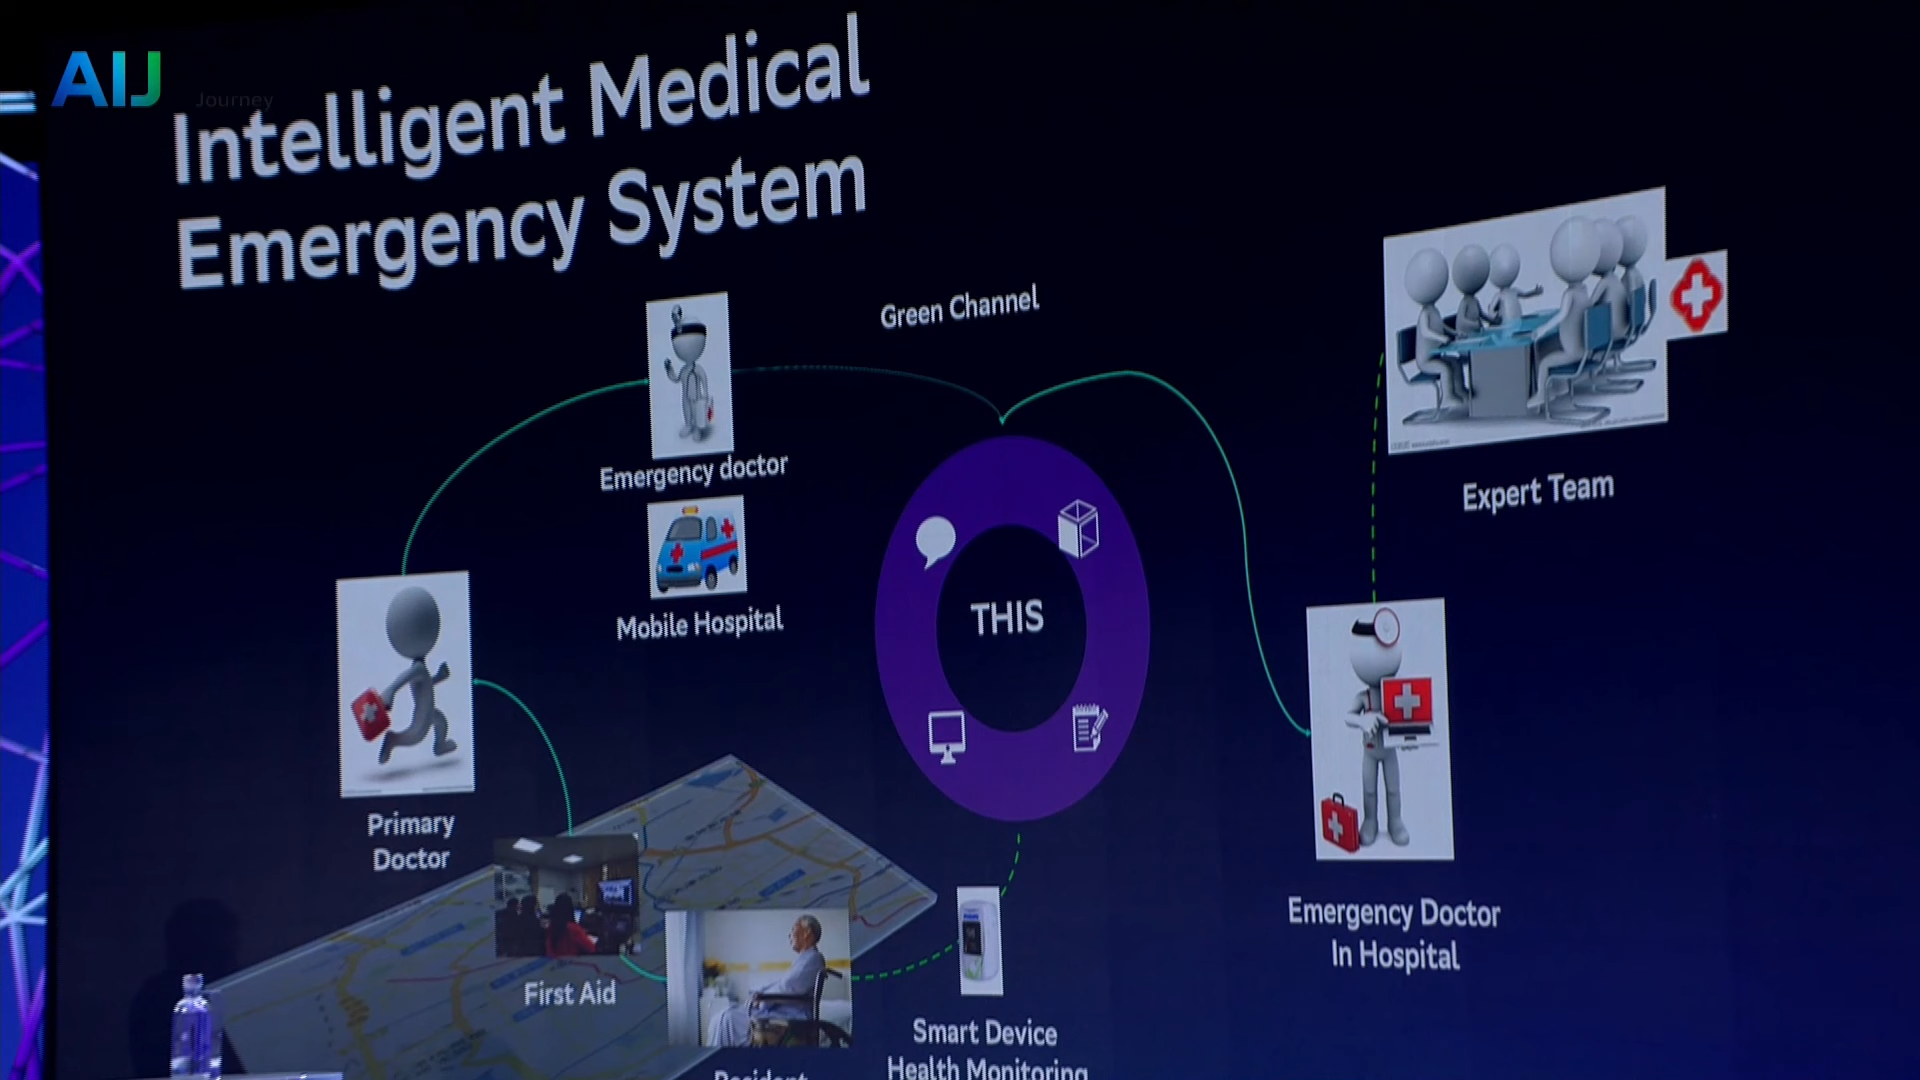 AIJ
Journey
Intelligent Medical
Emergency System
Green Channel
Emergency doctor
Expert Team
Mobile Hospital
THIS
Primary
Doctor
Emergency Doctor
In Hospital
First Aid
Smart Device
Health Monitoring
Resident